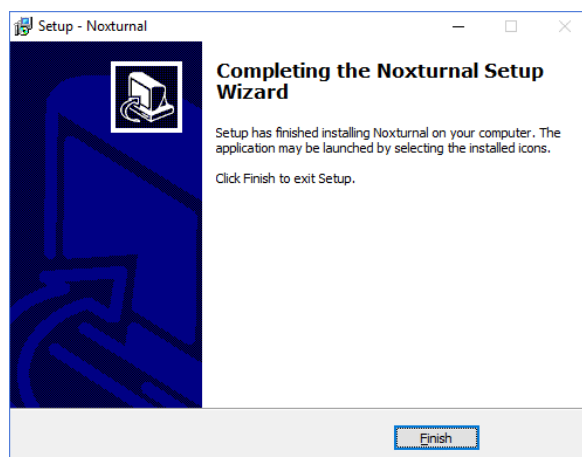 Setup - Noxturnal
Completing the Noxturnal Setup
Wizard
Setup has finished installing Noxturnal on your computer. The
application may be launched by selecting the installed icons.
Click Finish to exit Setup.
Finish